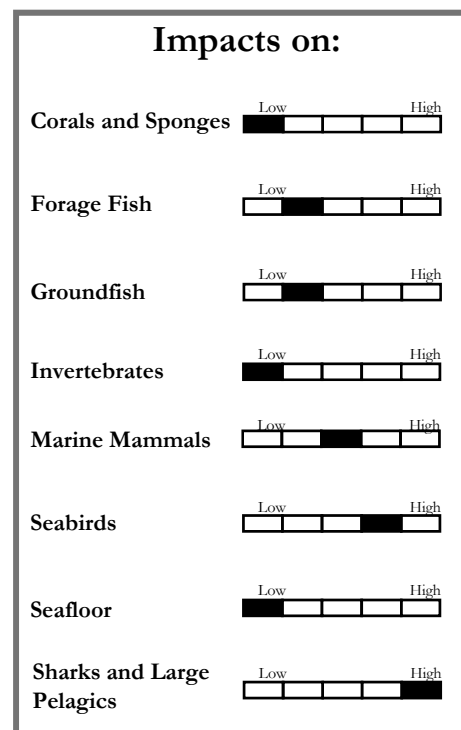 Impacts on:
Low High
Corals and Sponges
Low High
Forage Fish
Low High
Groundfish
Low High
Invertebrates
Low High
Marine Mammals
Low High
Seabirds
Low High
Seafloor
Sharks and Large Low High
Pelagics